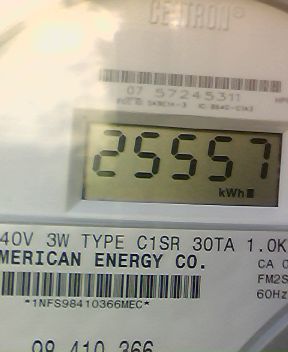 CENTRON®
07 57245311
25557
kWh
40V 3W TYPE C1SR 30TA 1.0K
MERICAN ENERGY CO.
CA 0
FM2S
60Hz
*1NFS98410366MEC*
98 410 366